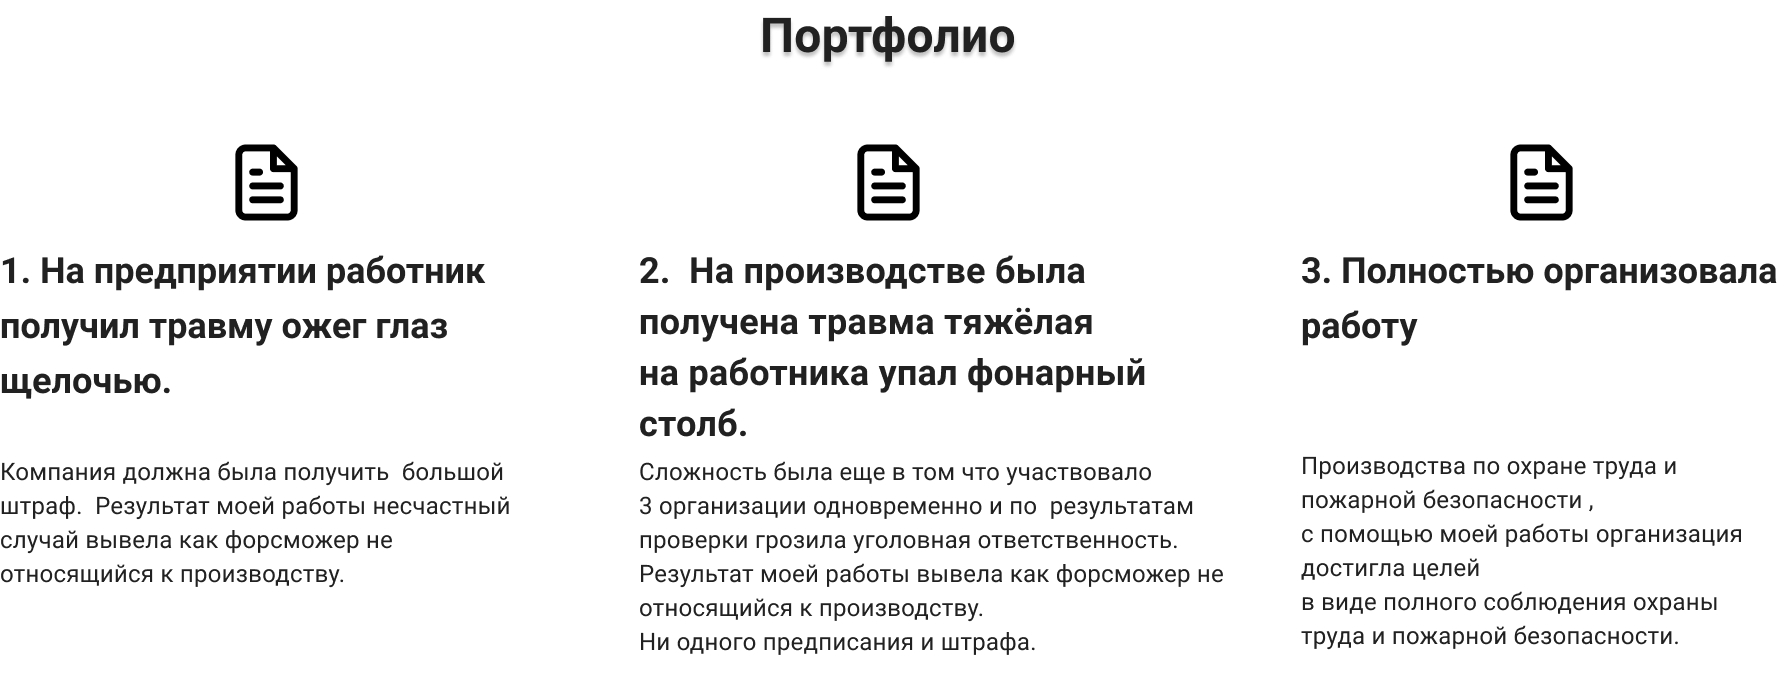 Портфолио
1. На предприятии работник
получил травму ожег глаз
щелочью.
Компания должна была получить  большой
штраф.  Результат моей работы несчастный
случай вывела как форсможер не
относящийся к производству.
2.  На производстве была
получена травма тяжёлая
на работника упал фонарный
столб.
Сложность была еще в том что участвовало
3 организации одновременно и по  результатам
проверки грозила уголовная ответственность.
Результат моей работы вывела как форсможер не
относящийся к производству.
Ни одного предписания и штрафа.
3. Полностью организовала
работу
Производства по охране труда и
пожарной безопасности ,
с помощью моей работы организация
достигла целей
в виде полного соблюдения охраны
труда и пожарной безопасности.